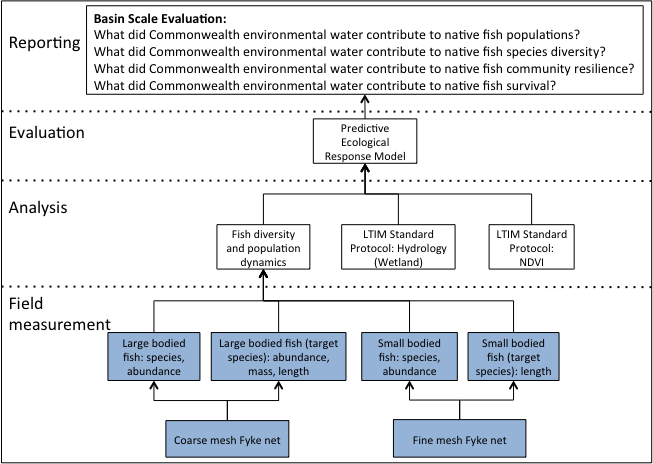 Reporting
Basin Scale Evaluation:
What did Commonwealth environmental water contribute to native fish populations?
What did Commonwealth environmental water contribute to native fish species diversity?
What did Commonwealth environmental water contribute to native fish community resilience?
What did Commonwealth environmental water contribute to native fish survival?
Evaluation
Predictive
Ecological
Response Model
Analysis
Fish diversity
and population
dynamics
LTIM Standard
Protocol: Hydrology
(Wetland)
LTIM Standard
Protocol:
NDVI
Field
measurement
Large bodied
fish: species,
abundance
Large bodied fish (target
species): abundance,
mass, length
Small bodied
fish: species,
abundance
Small bodied
fish (target
species): length
Coarse mesh Fyke net
Fine mesh Fyke net